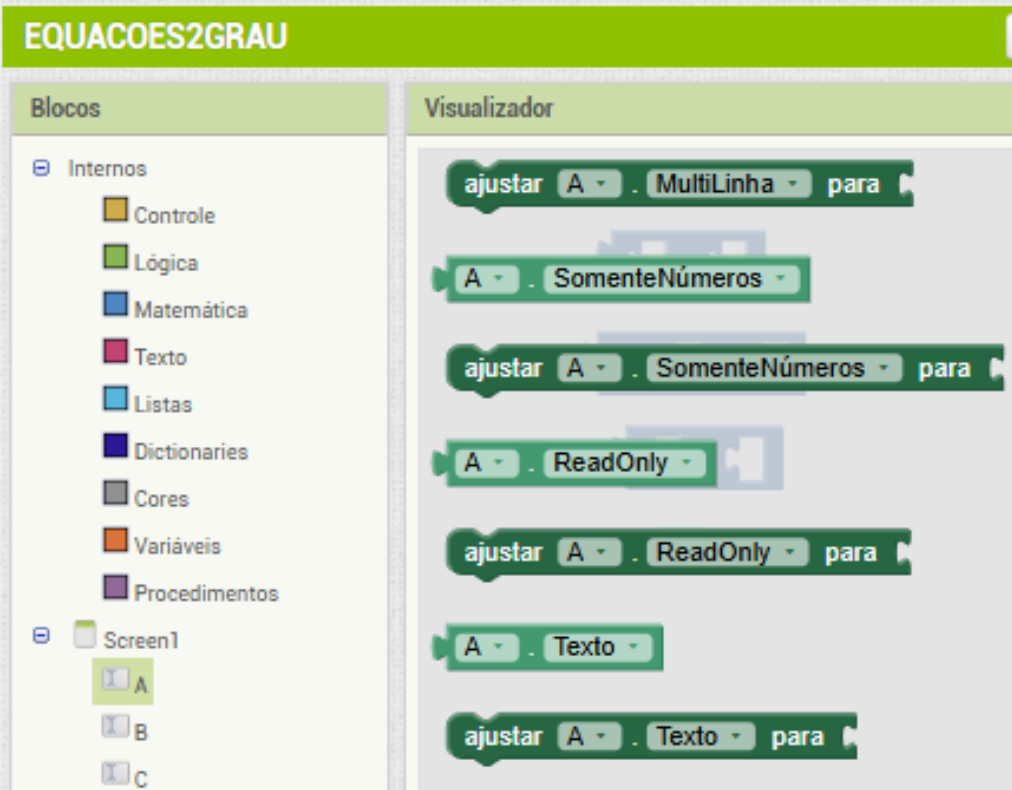 EQUACOES2GRAU
Blocos
Internos
Controle
Lógica
Matemática
Texto
Listas
Dictionaries
Cores
Variáveis
Procedimentos
Screen1
A
B
C
Visualizador
ajustar A . MultiLinha para
A . SomenteNúmeros
ajustar A . SomenteNúmeros para
A . ReadOnly
ajustar A . ReadOnly para
A . Texto
ajustar A . Texto para